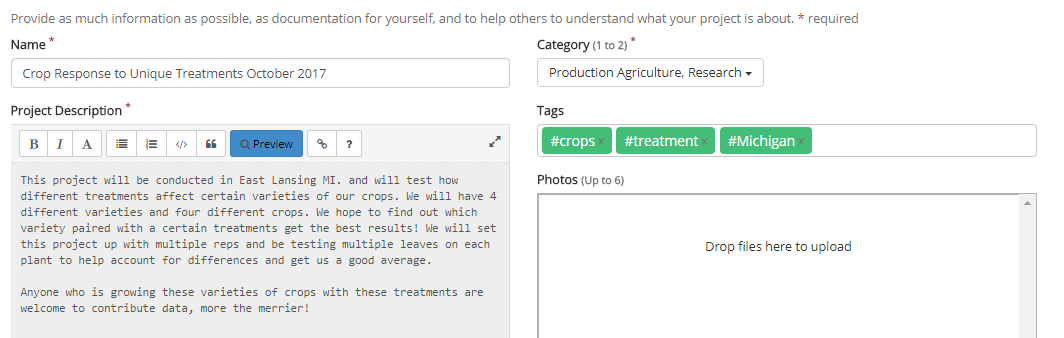 Provide as much information as possible, as documentation for yourself, and to help others to understand what your project is about. * required
Name *
Crop Response to Unique Treatments October 2017
Project Description *
B I A </> “ Preview ?
This project will be conducted in East Lansing MI. and will test how
different treatments affect certain varieties of our crops. We will have 4
different varieties and four different crops. We hope to find out which
variety paired with a certain treatments get the best results! We will set
this project up with multiple reps and be testing multiple leaves on each
plant to help account for differences and get us a good average.
Anyone who is growing these varieties of crops with these treatments are
welcome to contribute data, more the merrier!
Category (1 to 2) *
Production Agriculture, Research
Tags
#crops x #treatment x #Michigan x
Photos (Up to 6)
Drop files here to upload